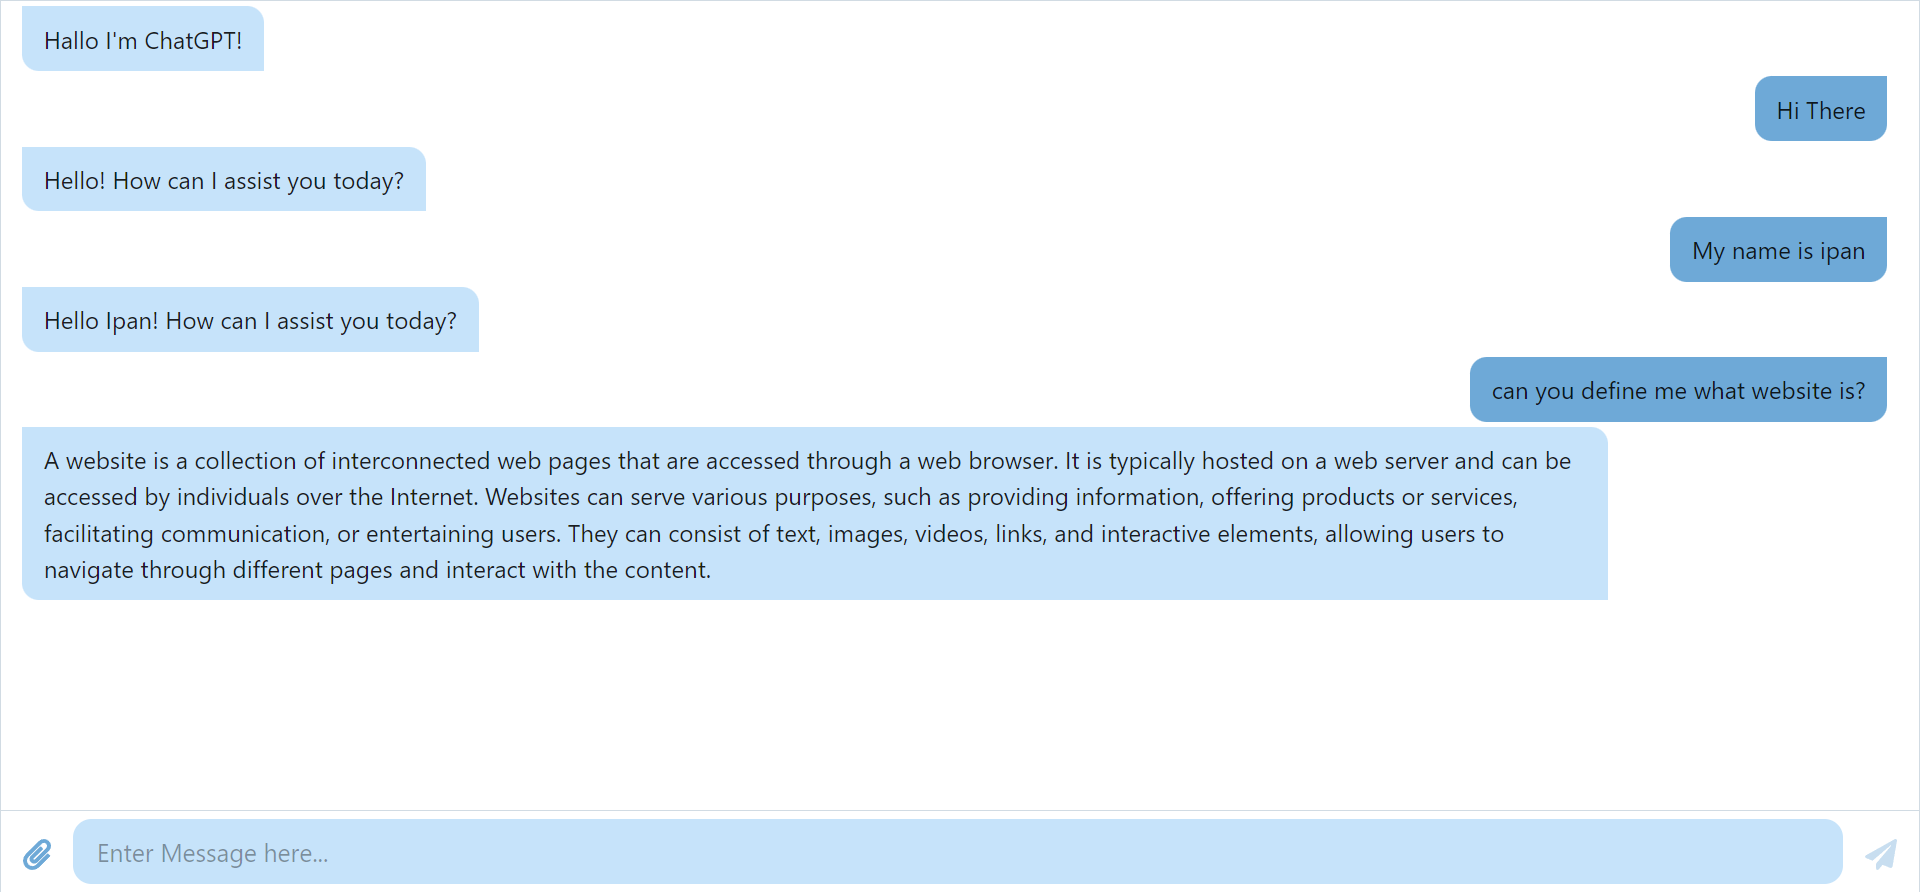 Hallo I'm ChatGPT!
Hi There
Hello! How can I assist you today?
My name is ipan
Hello Ipan! How can I assist you today?
can you define me what website is?
A website is a collection of interconnected web pages that are accessed through a web browser. It is typically hosted on a web server and can be
accessed by individuals over the Internet. Websites can serve various purposes, such as providing information, offering products or services,
facilitating communication, or entertaining users. They can consist of text, images, videos, links, and interactive elements, allowing users to
navigate through different pages and interact with the content.
Enter Message here...